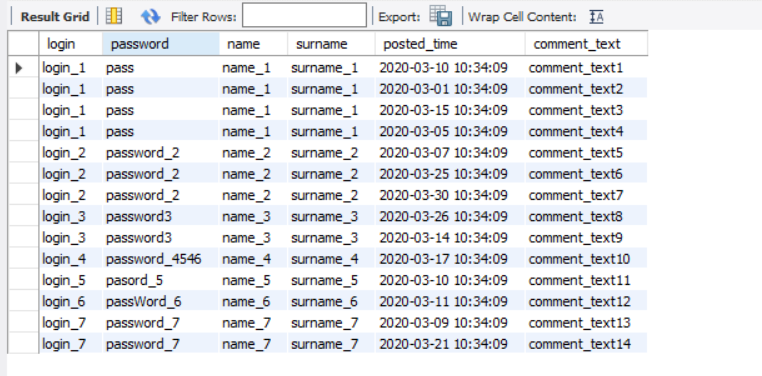 Result Grid Filter Rows: Export: Wrap Cell Content: IA
login password name surname posted_time comment_text
login_1 pass name_1 surname_1 2020-03-10 10:34:09 comment_text1
login_1 pass name_1 surname_1 2020-03-01 10:34:09 comment_text2
login_1 pass name_1 surname_1 2020-03-15 10:34:09 comment_text3
login_1 pass name_1 surname_1 2020-03-05 10:34:09 comment_text4
login_2 password_2 name_2 surname_2 2020-03-07 10:34:09 comment_text5
login_2 password_2 name_2 surname_2 2020-03-25 10:34:09 comment_text6
login_2 password_2 name_2 surname_2 2020-03-30 10:34:09 comment_text7
login_3 password3 name_3 surname_3 2020-03-26 10:34:09 comment_text8
login_3 password3 name_3 surname_3 2020-03-14 10:34:09 comment_text9
login_4 password_4546 name_4 surname_4 2020-03-17 10:34:09 comment_text10
login_5 pasord_5 name_5 surname_5 2020-03-10 10:34:09 comment_text11
login_6 passWord_6 name_6 surname_6 2020-03-11 10:34:09 comment_text12
login_7 password_7 name_7 surname_7 2020-03-09 10:34:09 comment_text13
login_7 password_7 name_7 surname_7 2020-03-21 10:34:09 comment_text14